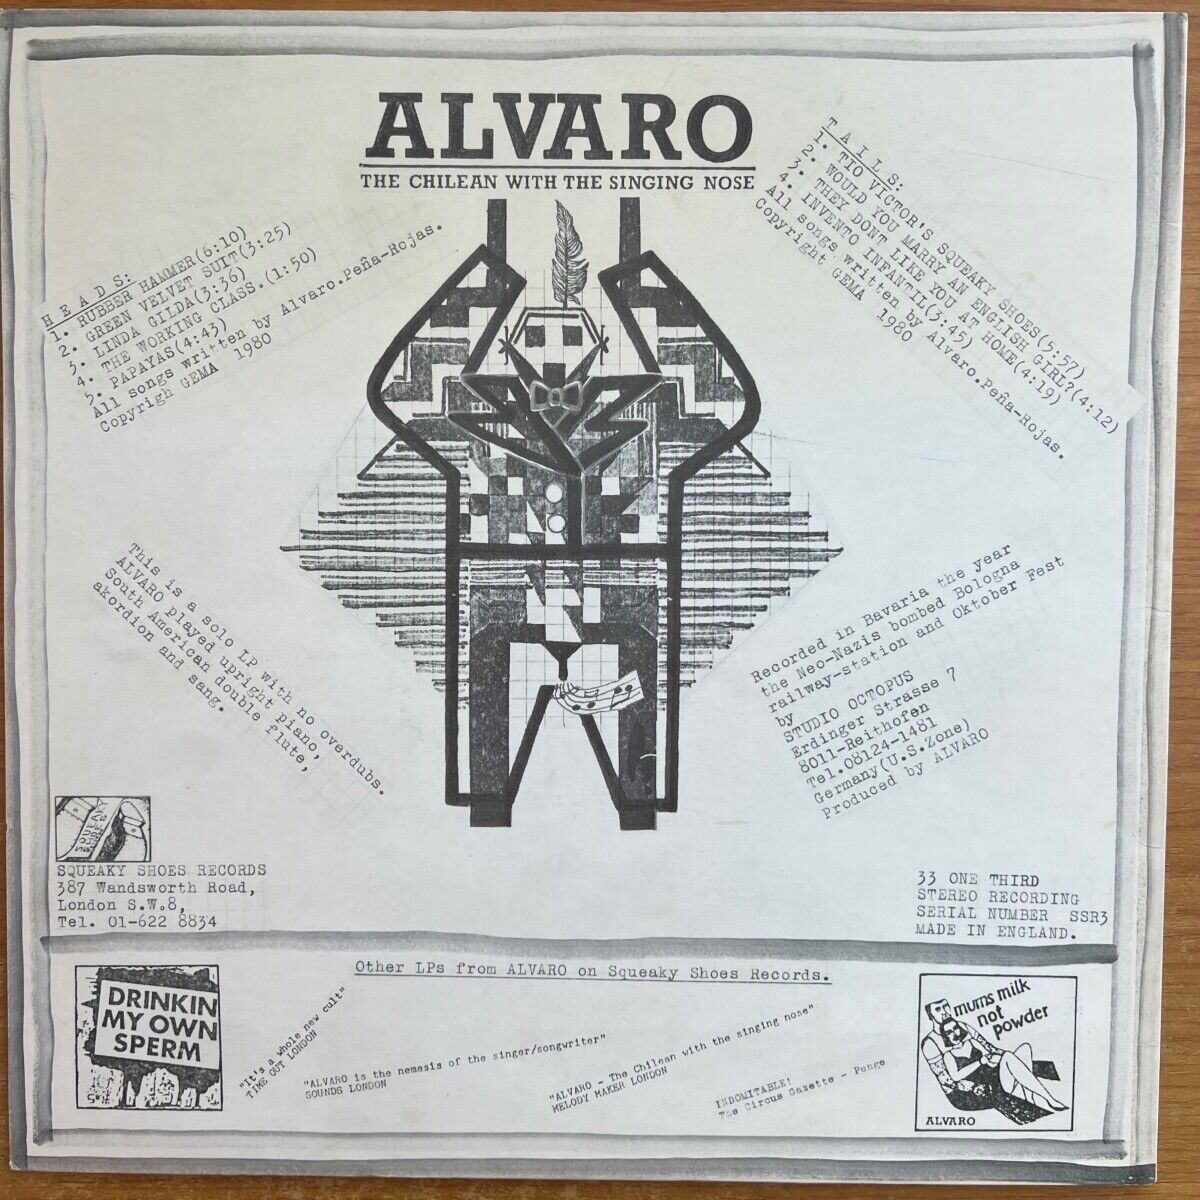 ALVARO
THE CHILEAN WITH THE SINGING NOSE
H E A D S:
1. RUBBER HAMMER(6:10)
2. GREEN VELVET SUIT(3:25)
3. LINDA GILDA(3:36)
4. THE WORKING CLASS.(1:50)
5. PAPAYAS(4:43)
All songs written by Alvaro.Peña-Rojas.
Copyrigh GEMA 1980
T A I L S:
1. TIO VICTOR'S SQUEAKY SHOES(5:57)
2. WOULD YOU MARRY AN ENGLISH GIRL?(4:12)
3. THEY DONT LIKE YOU AT HOME(4:19)
4. INVENTO INFANTIL(3:45)
All songs written by Alvaro.Peña-Rojas.
Copyright GEMA 1980
This is a solo LP with no overdubs.
ALVARO played upright piano,
South American double flute,
akordion and sang.
Recorded in Bavaria the year
the Neo-Nazis bombed Bologna
railway-station and Oktober Fest
by
STUDIO OCTOPUS
Erdinger Strasse 7
8011-Reithofen
Tel.08124-1481
Germany(U.S.Zone)
Produced by ALVARO
SQUEAKY
SHOES
SQUEAKY SHOES RECORDS
387 Wandsworth Road,
London S.W.8,
Tel. 01-622 8834
33 ONE THIRD
STEREO RECORDING
SERIAL NUMBER SSR3
MADE IN ENGLAND.
Other LPs from ALVARO on Squeaky Shoes Records.
DRINKIN
MY OWN
SPERM
"It's a whole new cult"
TIME OUT LONDON
"ALVARO is the nemesis of the singer/songwriter"
SOUNDS LONDON
"ALVARO - The Chilean with the singing nose"
MELODY MAKER LONDON
INDOMITABLE!
The Circus Gazette - Penge
mums milk
not
powder
ALVARO